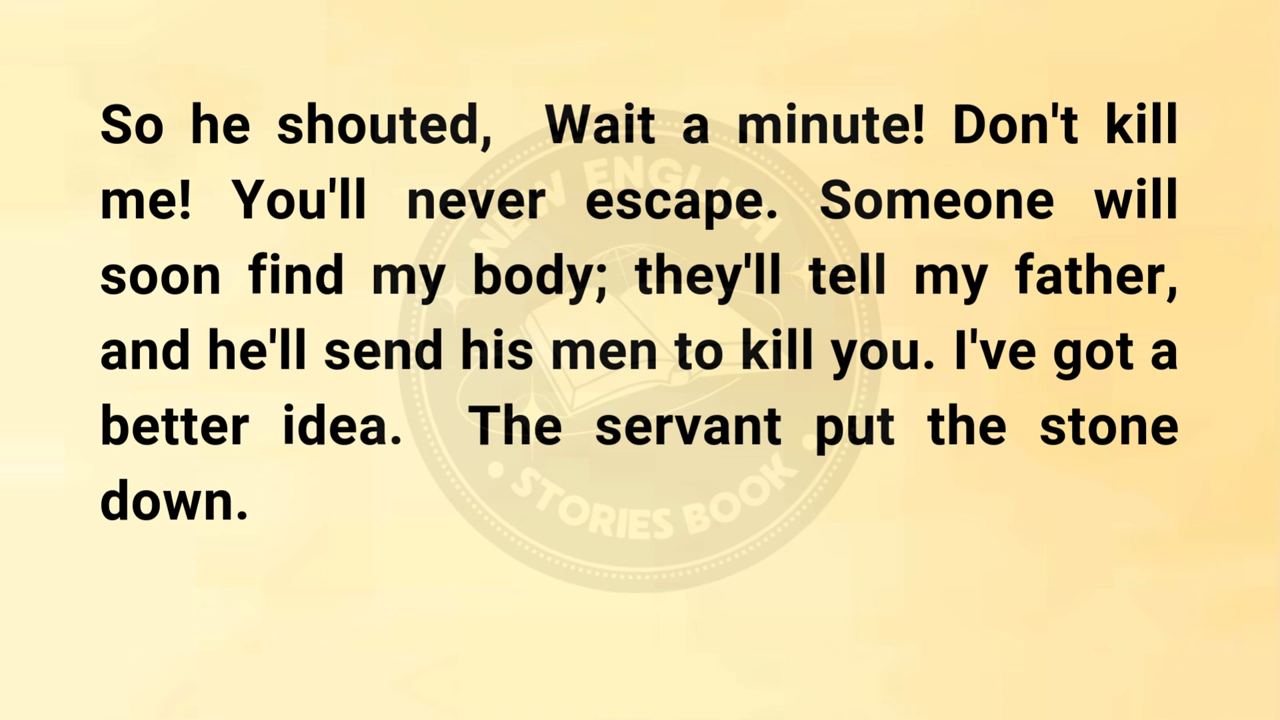 So he shouted,  Wait a minute! Don't kill
me! You'll never escape. Someone will
soon find my body; they'll tell my father,
and he'll send his men to kill you. I've got a
better idea.  The servant put the stone
down.
NEW ENGLISH
STORIES BOOK